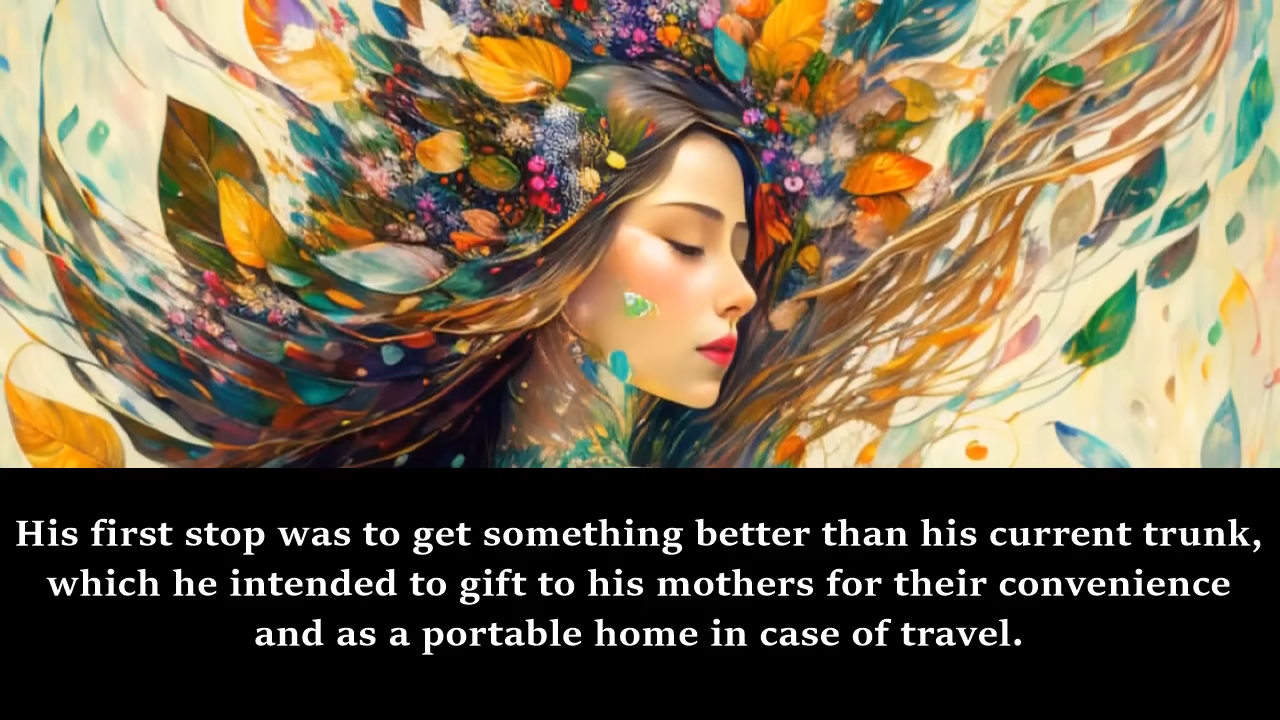 His first stop was to get something better than his current trunk,
which he intended to gift to his mothers for their convenience
and as a portable home in case of travel.